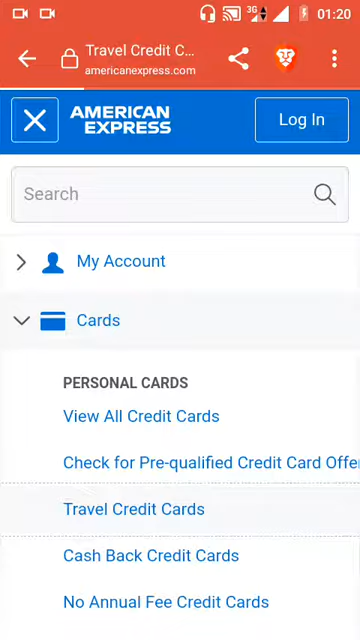 3G
01:20
Travel Credit C...
americanexpress.com
AMERICAN
EXPRESS
Log In
Search
My Account
Cards
PERSONAL CARDS
View All Credit Cards
Check for Pre-qualified Credit Card Offe
Travel Credit Cards
Cash Back Credit Cards
No Annual Fee Credit Cards